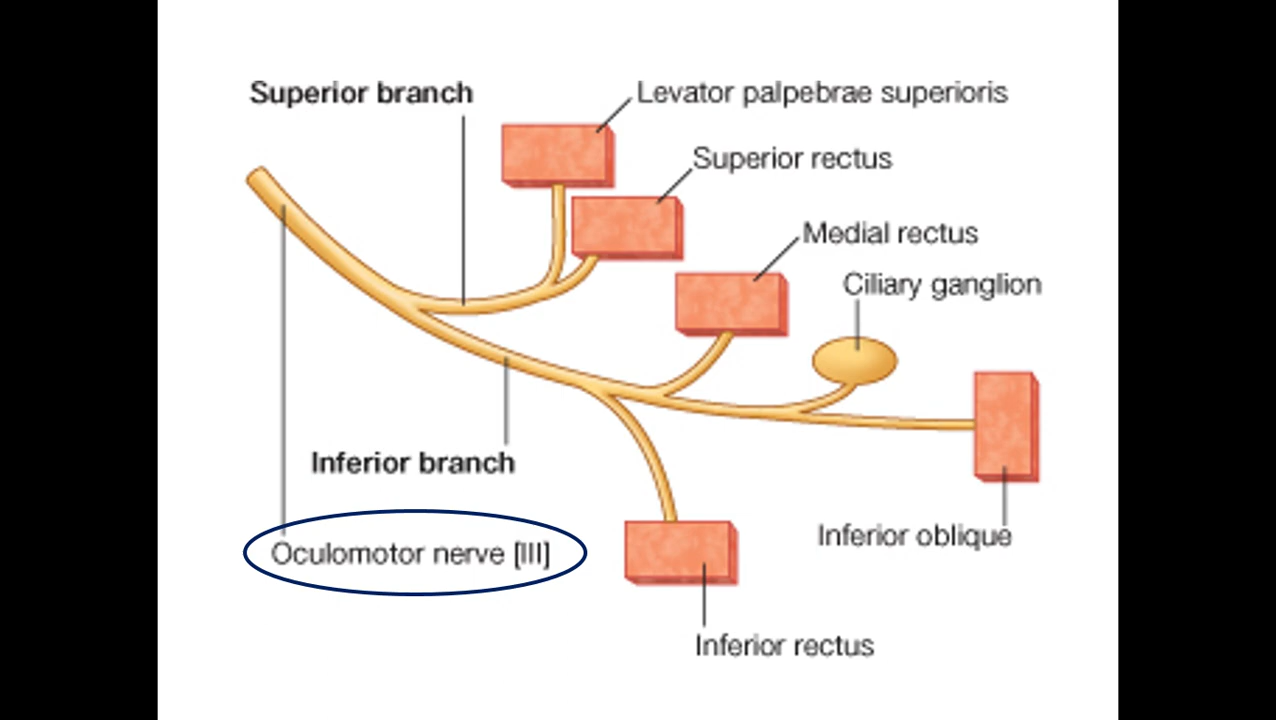 Superior branch
Levator palpebrae superioris
Superior rectus
Medial rectus
Ciliary ganglion
Inferior branch
Inferior oblique
Oculomotor nerve [III]
Inferior rectus